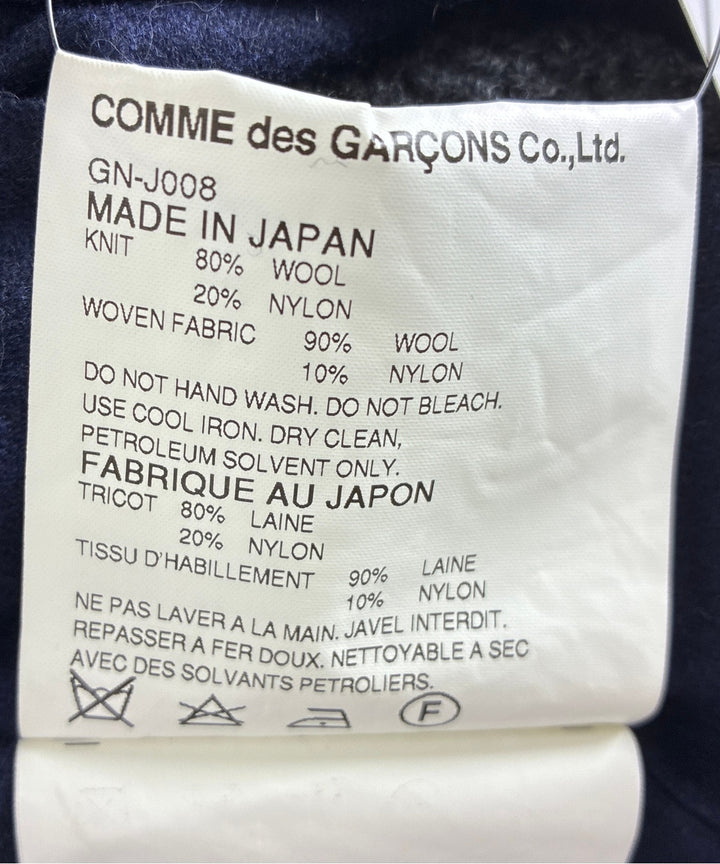 COMME des GARÇONS Co.,Ltd.
GN-J008
MADE IN JAPAN
KNIT 80% WOOL
20% NYLON
WOVEN FABRIC 90% WOOL
10% NYLON
DO NOT HAND WASH. DO NOT BLEACH.
USE COOL IRON. DRY CLEAN,
PETROLEUM SOLVENT ONLY.
FABRIQUE AU JAPON
TRICOT 80% LAINE
20% NYLON
TISSU D'HABILLEMENT 90% LAINE
10% NYLON
NE PAS LAVER A LA MAIN. JAVEL INTERDIT.
REPASSER A FER DOUX. NETTOYABLE A SEC
AVEC DES SOLVANTS PETROLIERS.
F